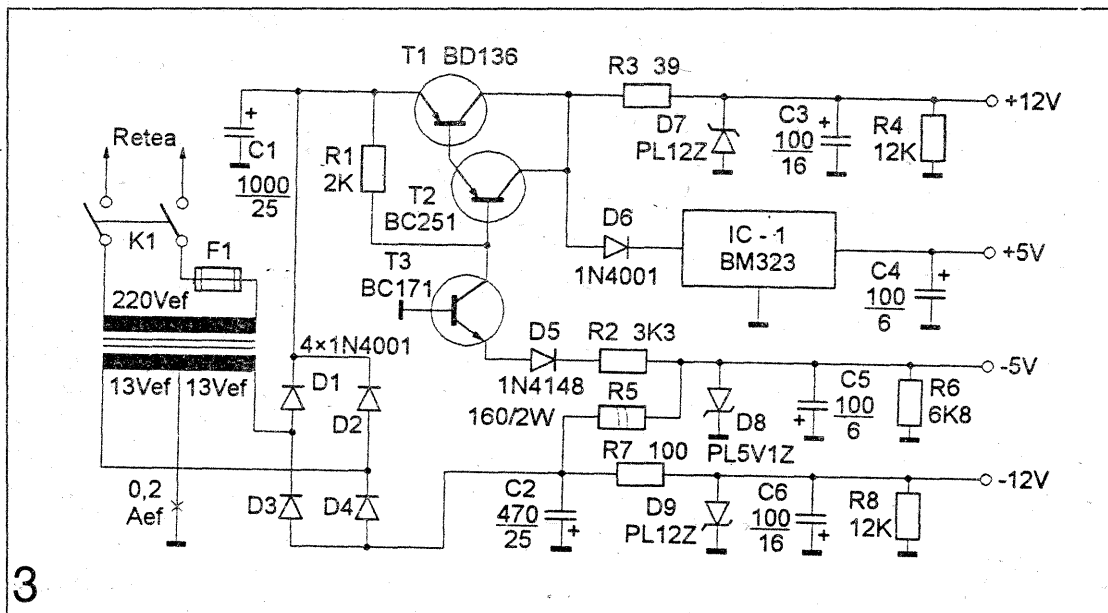 T1 BD136
R3 39
+12V
Retea
C1
1000
25
+
R1
2K
D7
PL12Z
C3
100
16
+
R4
12K
T2
BC251
D6
1N4001
IC - 1
BM323
+5V
K1
F1
T3
BC171
C4
100
6
+
220Vef
4×1N4001
D5
1N4148
R2 3K3
-5V
13Vef 13Vef
D1
D2
R5
160/2W
D8
PL5V1Z
C5
100
6
+
R6
6K8
R7 100
-12V
0,2
Aef
D3
D4
C2
470
25
+
D9
PL12Z
C6
100
16
+
R8
12K
3